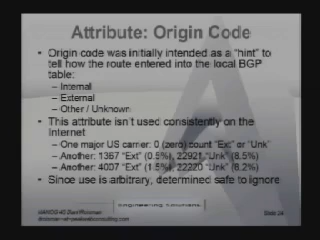 Attribute: Origin Code
• Origin code was initially intended as a "hint" to
tell how the route entered into the local BGP
table:
– Internal
– External
– Other / Unknown
• This attribute isn't used consistently on the
Internet
– One major US carrier: 0 (zero) count "Ext" or "Unk"
– Another: 1367 "Ext" (0.5%), 22921 "Unk" (8.5%)
– Another: 4007 "Ext" (1.5%), 22220 "Unk" (8.2%)
• Since use is arbitrary, determined safe to ignore
Engineering Solutions
NANOG 40
Slide